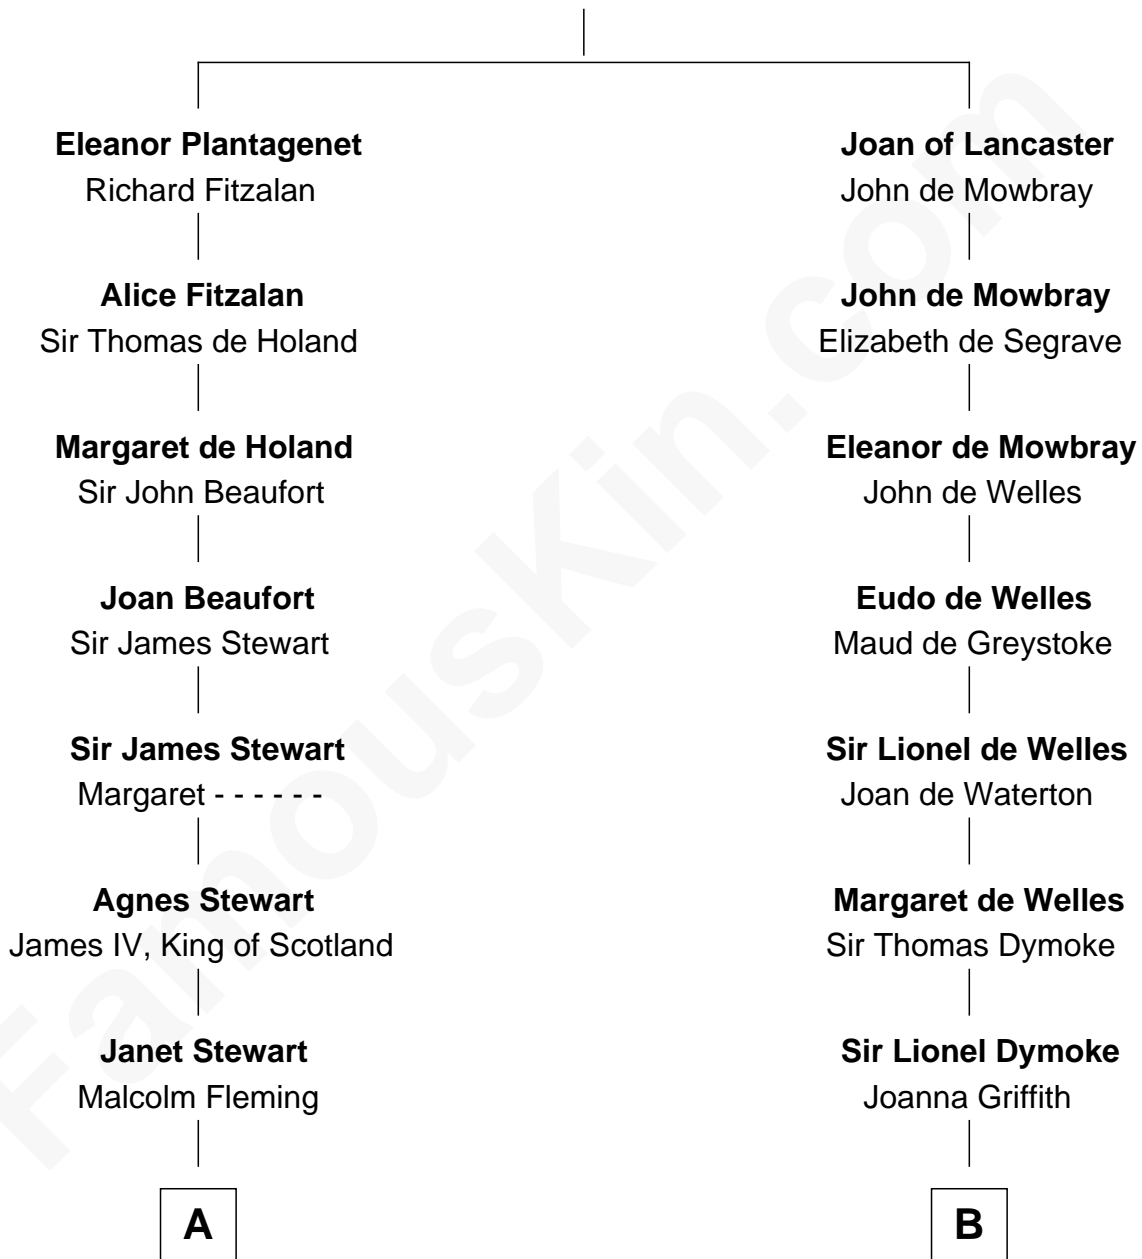 Eleanor Plantagenet
Richard Fitzalan
Alice Fitzalan
Sir Thomas de Holand
Margaret de Holand
Sir John Beaufort
Joan Beaufort
Sir James Stewart
Sir James Stewart
Margaret - - - - - -
Agnes Stewart
James IV, King of Scotland
Janet Stewart
Malcolm Fleming
A
Joan of Lancaster
John de Mowbray
John de Mowbray
Elizabeth de Segrave
Eleanor de Mowbray
John de Welles
Eudo de Welles
Maud de Greystoke
Sir Lionel de Welles
Joan de Waterton
Margaret de Welles
Sir Thomas Dymoke
Sir Lionel Dymoke
Joanna Griffith
B
FamousKin.com